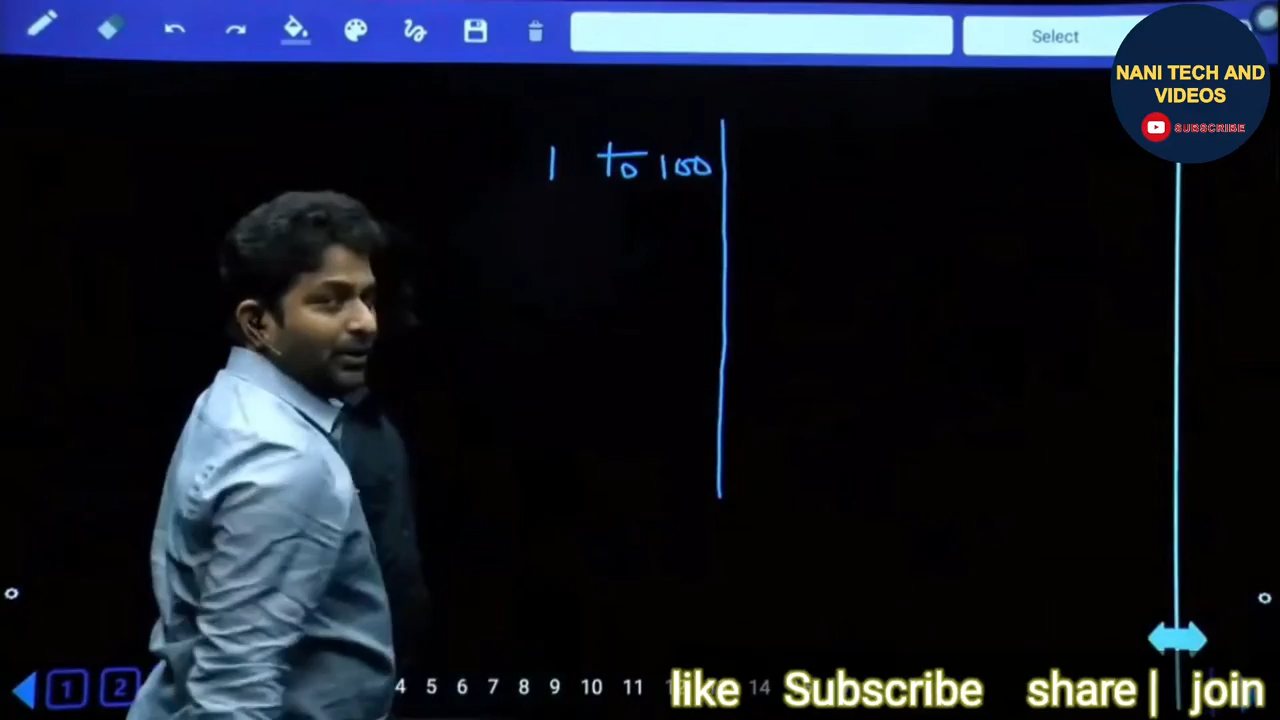 Select
NANI TECH AND
VIDEOS
SUBSCRIBE
1 to 100
1 2 4 5 6 7 8 9 10 11 14
like Subscribe share | join